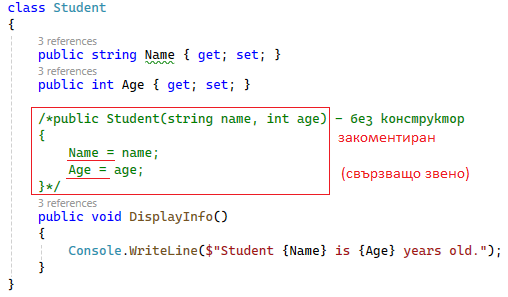 class Student
{
3 references
public string Name { get; set; }
3 references
public int Age { get; set; }
/*public Student(string name, int age) – без конструктор
{ закоментиран
Name = name;
Age = age; (свързващо звено)
}*/
3 references
public void DisplayInfo()
{
Console.WriteLine($"Student {Name} is {Age} years old.");
}
}